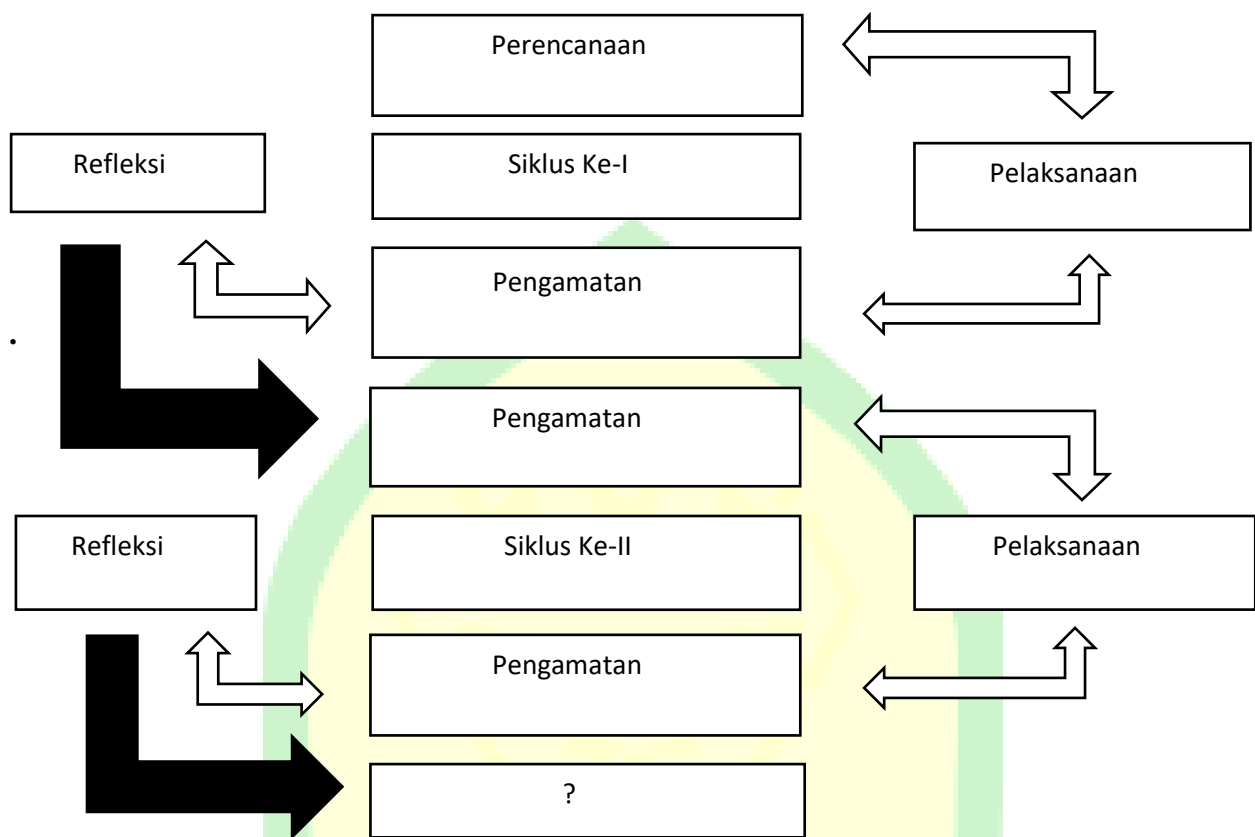 Perencanaan
Refleksi
Siklus Ke-I
Pelaksanaan
Pengamatan
Pengamatan
Refleksi
Siklus Ke-II
Pelaksanaan
Pengamatan
?